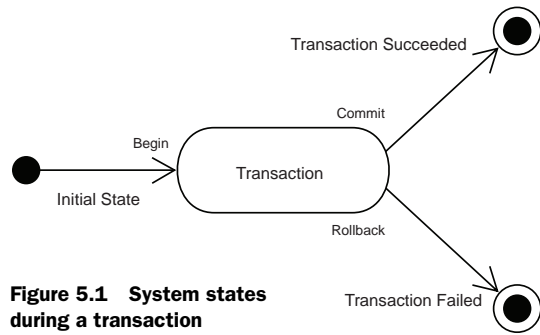 Transaction Succeeded
Commit
Begin
Transaction
Initial State
Rollback
Figure 5.1 System states
during a transaction
Transaction Failed